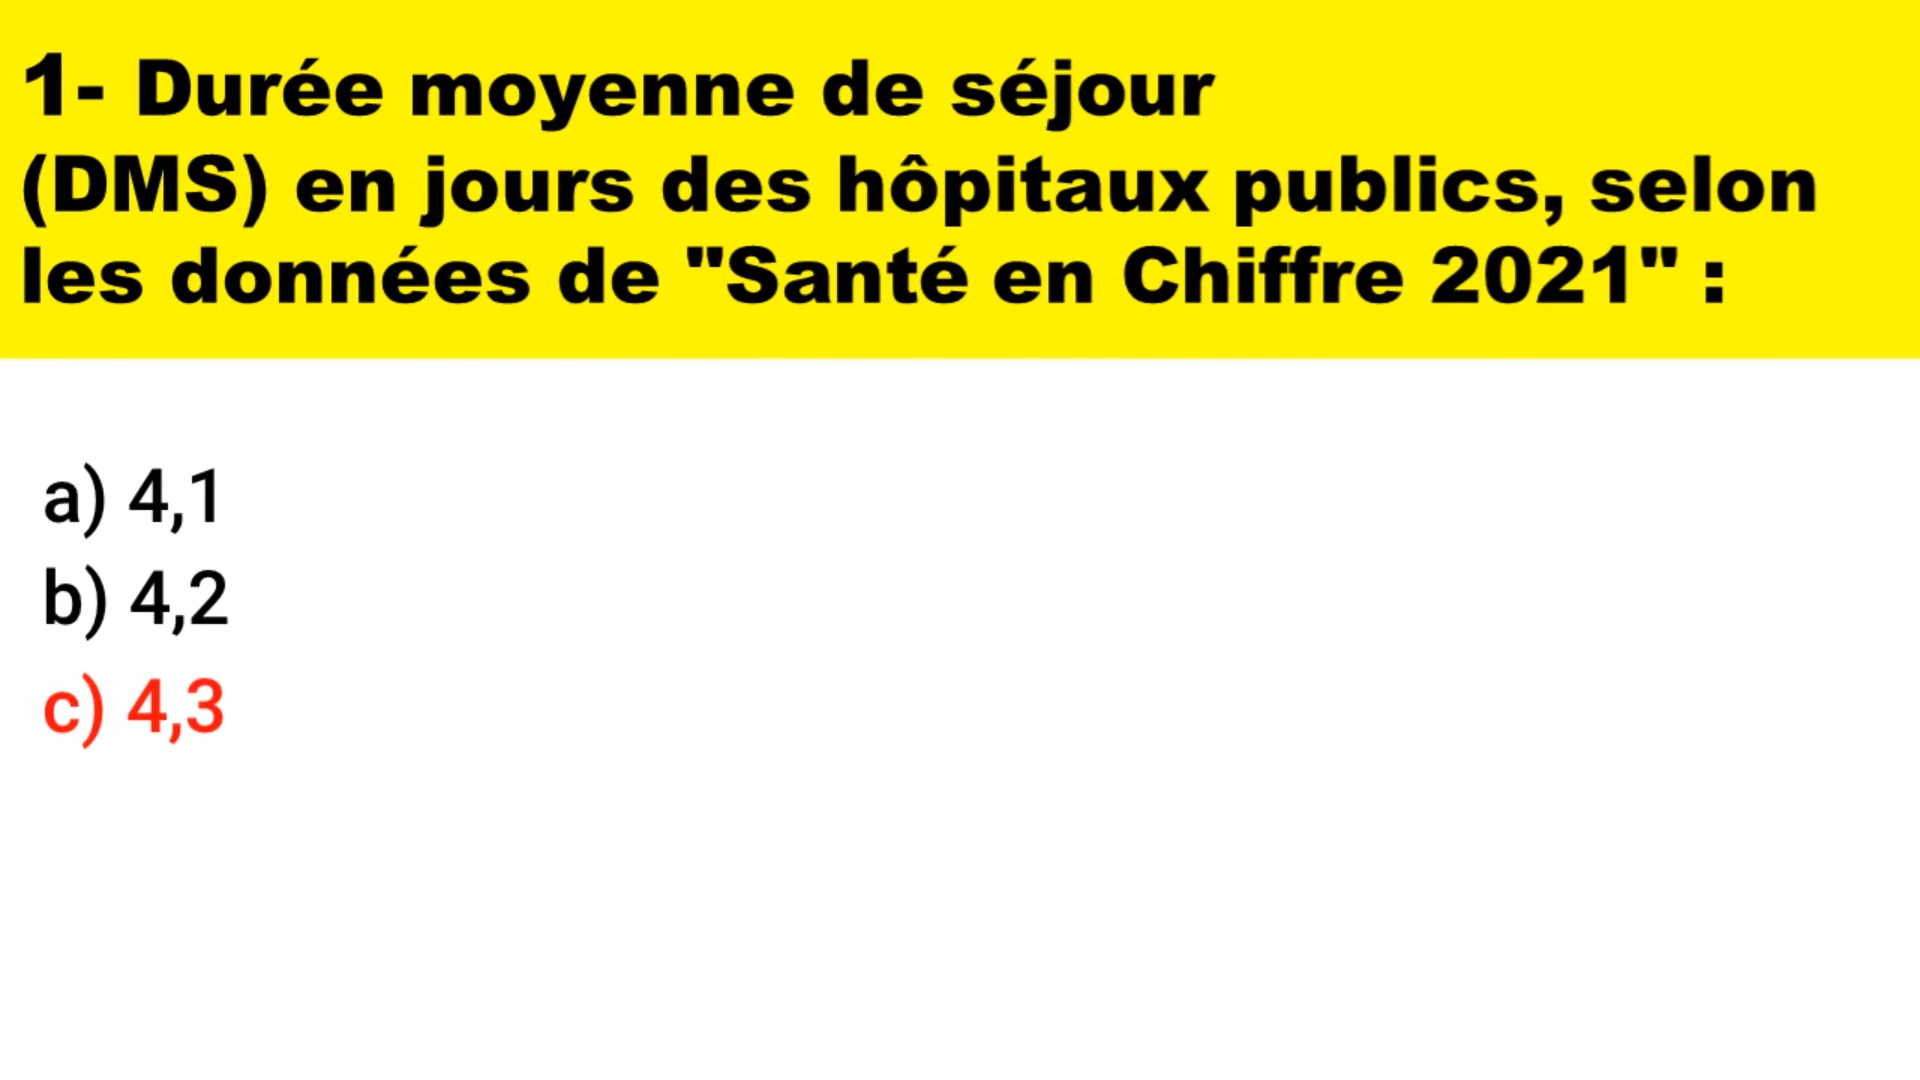 1- Durée moyenne de séjour
(DMS) en jours des hôpitaux publics, selon
les données de "Santé en Chiffre 2021" :
a) 4,1
b) 4,2
c) 4,3